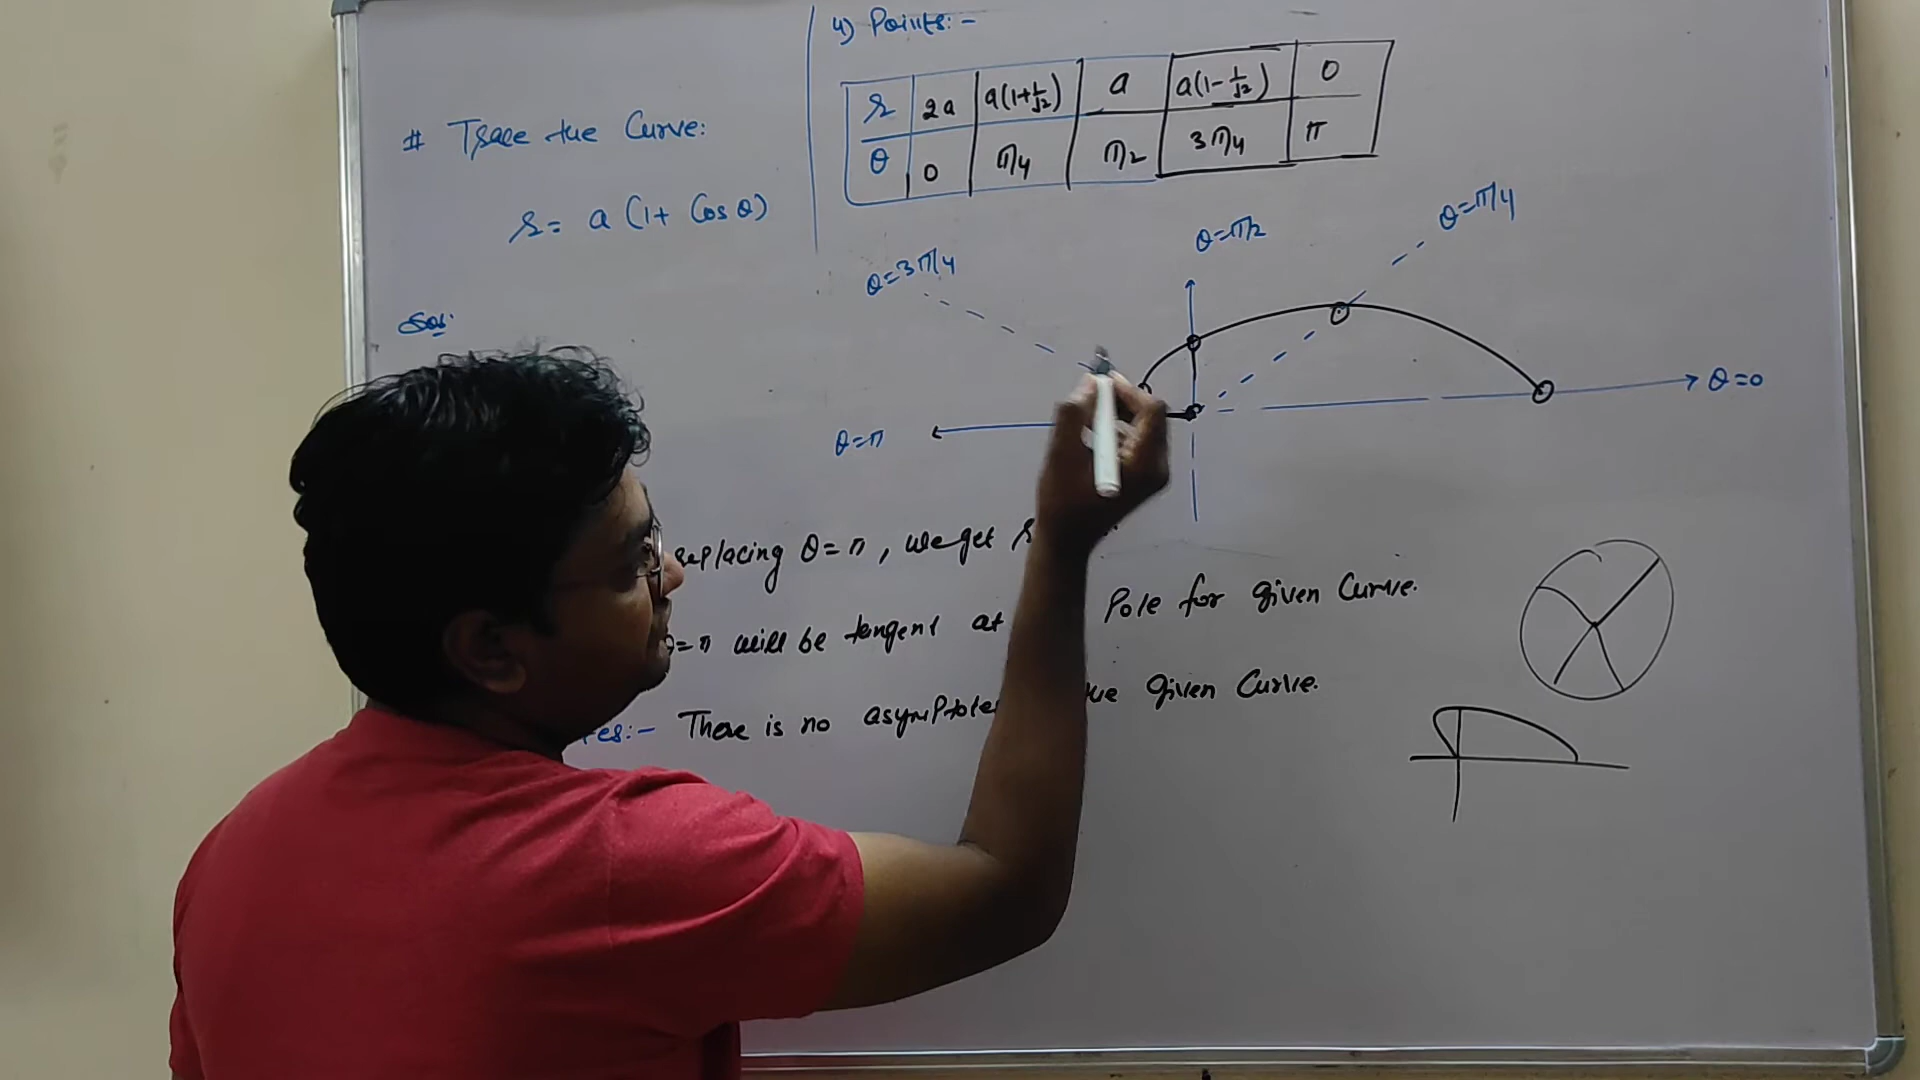 # Trace the Curve:
r = a (1 + Cos θ)
Sol:
4) Points:-
r | 2a | a(1+1/√2) | a | a(1-1/√2) | 0
θ | 0 | π/4 | π/2 | 3π/4 | π
θ=3π/4
θ=π/2
θ=π/4
θ=π
θ=0
replacing θ=π, we get r
θ=π will be tangent at Pole for given Curve.
There is no asymptotes given Curve.